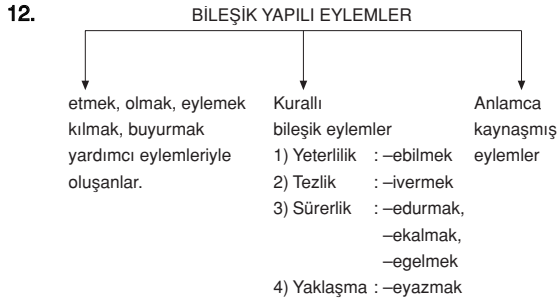 12. BİLEŞİK YAPILI EYLEMLER
etmek, olmak, eylemek
kılmak, buyurmak
yardımcı eylemleriyle
oluşanlar.
Kurallı
bileşik eylemler
1) Yeterlilik : –ebilmek
2) Tezlik : –ivermek
3) Sürerlik : –edurmak,
–ekalmak,
–egelmek
4) Yaklaşma : –eyazmak
Anlamca
kaynaşmış
eylemler